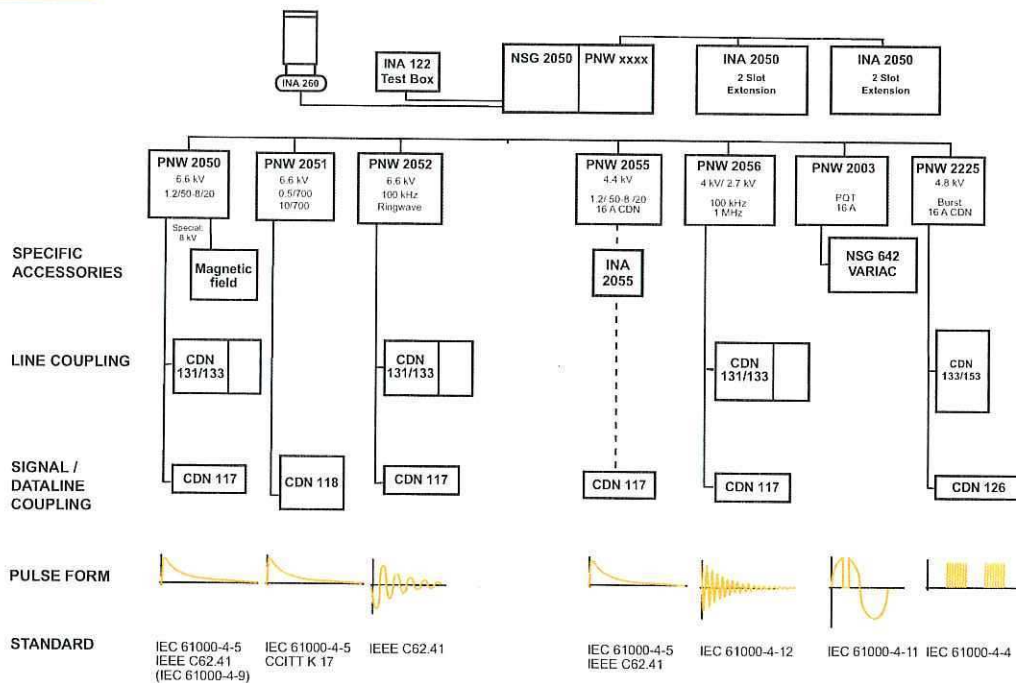 INA 260
INA 122
Test Box
NSG 2050
PNW xxxx
INA 2050
2 Slot
Extension
INA 2050
2 Slot
Extension
PNW 2050
6.6 kV
1.2/50-8/20
PNW 2051
6.6 kV
0.5/700
10/700
PNW 2052
6.6 kV
100 kHz
Ringwave
PNW 2055
4.4 kV
1.2/ 50-8 /20
16 A CDN
PNW 2056
4 kV/ 2.7 kV
100 kHz
1 MHz
PNW 2003
PQT
16 A
PNW 2225
4.8 kV
Burst
16 A CDN
SPECIFIC
ACCESSORIES
Special:
8 kV
Magnetic
field
INA
2055
NSG 642
VARIAC
LINE COUPLING
CDN
131/133
CDN
131/133
CDN
131/133
CDN
133/153
SIGNAL /
DATALINE
COUPLING
CDN 117
CDN 118
CDN 117
CDN 117
CDN 117
CDN 126
PULSE FORM
STANDARD
IEC 61000-4-5
IEEE C62.41
(IEC 61000-4-9)
IEC 61000-4-5
CCITT K 17
IEEE C62.41
IEC 61000-4-5
IEEE C62.41
IEC 61000-4-12
IEC 61000-4-11
IEC 61000-4-4